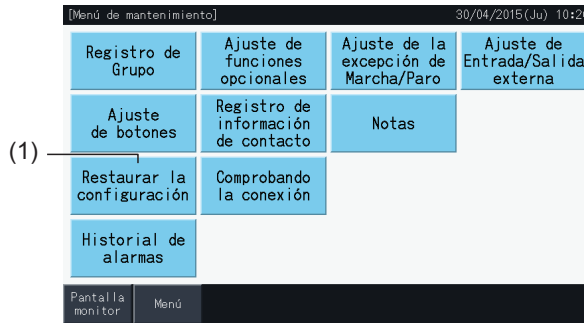 [Menú de mantenimiento] 30/04/2015(Ju) 10:20
Registro de
Grupo
Ajuste de
funciones
opcionales
Ajuste de la
excepción de
Marcha/Paro
Ajuste de
Entrada/Salida
externa
Ajuste
de botones
Registro de
información
de contacto
Notas
(1)
Restaurar la
configuración
Comprobando
la conexión
Historial de
alarmas
Pantalla
monitor
Menú